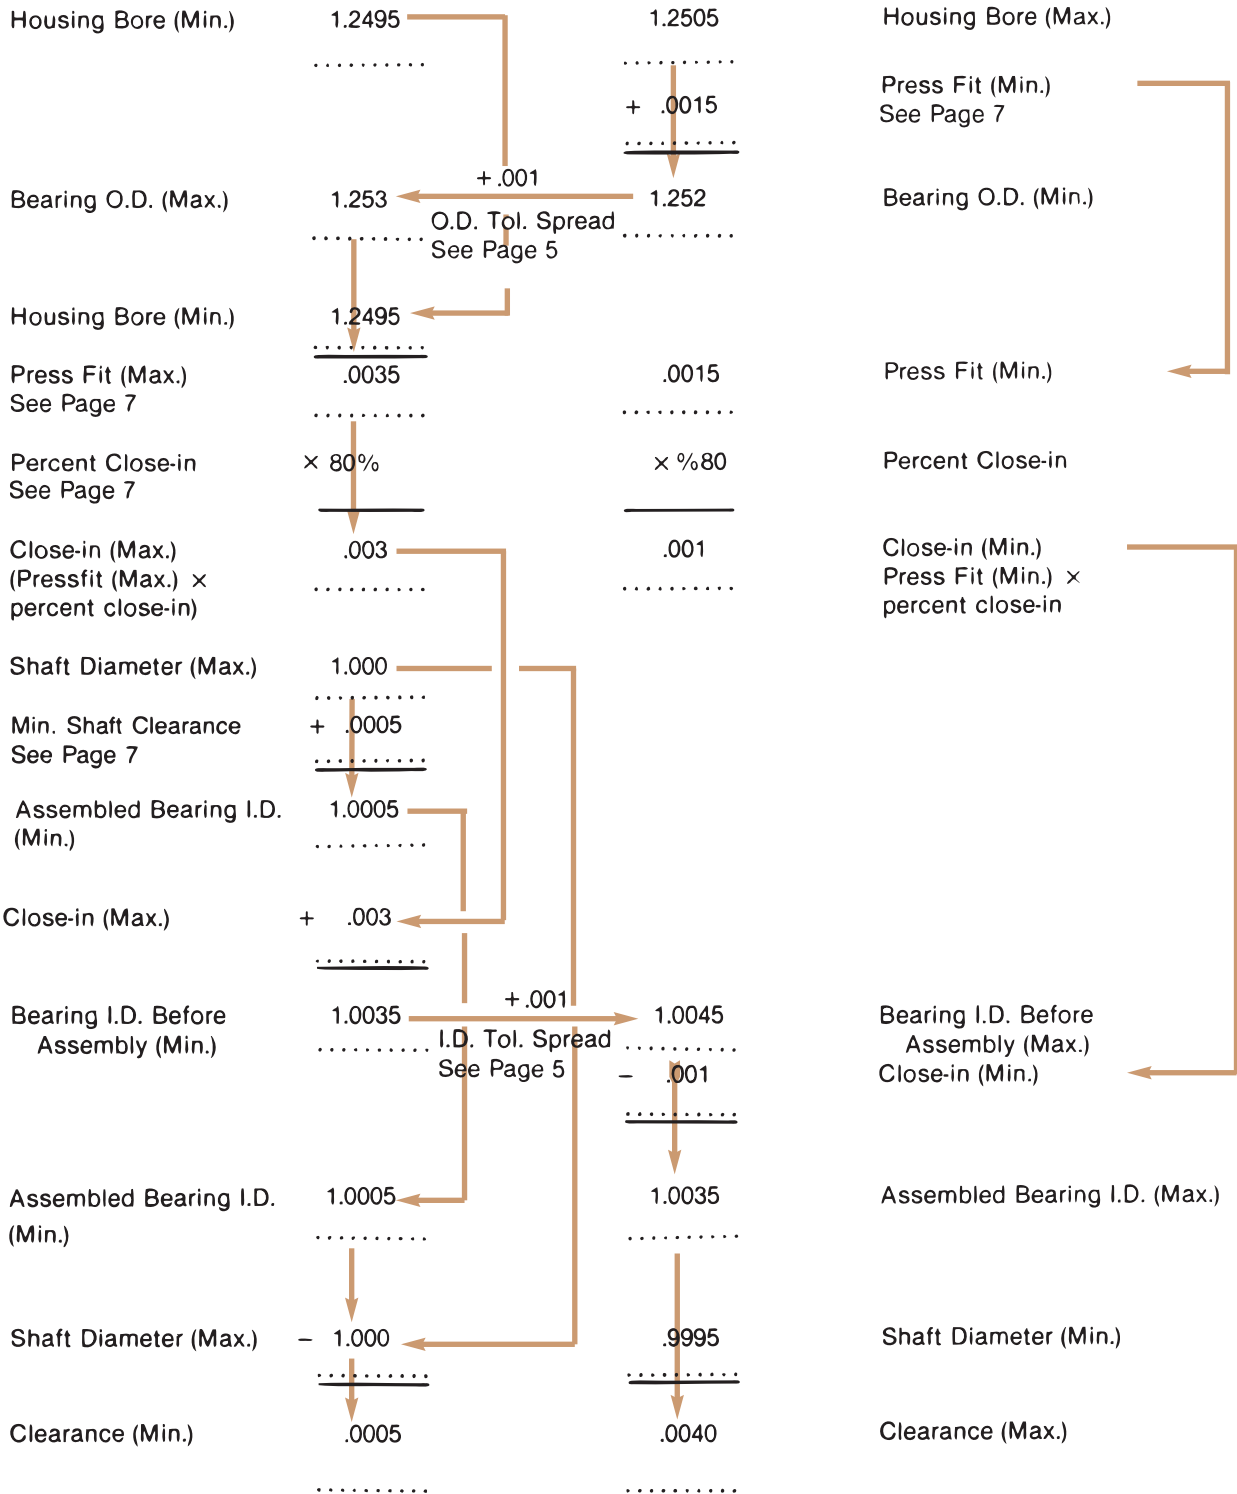 Housing Bore (Min.) 1.2495 1.2505 Housing Bore (Max.)
+ .0015 Press Fit (Min.)
See Page 7
+.001
Bearing O.D. (Max.) 1.253 1.252 Bearing O.D. (Min.)
O.D. Tol. Spread
See Page 5
Housing Bore (Min.) 1.2495
Press Fit (Max.) .0035 .0015 Press Fit (Min.)
See Page 7
Percent Close-in × 80% × %80 Percent Close-in
See Page 7
Close-in (Max.) .003 .001 Close-in (Min.)
(Pressfit (Max.) × Press Fit (Min.) ×
percent close-in) percent close-in
Shaft Diameter (Max.) 1.000
Min. Shaft Clearance + .0005
See Page 7
Assembled Bearing I.D. 1.0005
(Min.)
Close-in (Max.) + .003
+.001
Bearing I.D. Before 1.0035 1.0045 Bearing I.D. Before
Assembly (Min.) I.D. Tol. Spread Assembly (Max.)
See Page 5 − .001 Close-in (Min.)
Assembled Bearing I.D. 1.0005 1.0035 Assembled Bearing I.D. (Max.)
(Min.)
Shaft Diameter (Max.) − 1.000 .9995 Shaft Diameter (Min.)
Clearance (Min.) .0005 .0040 Clearance (Max.)